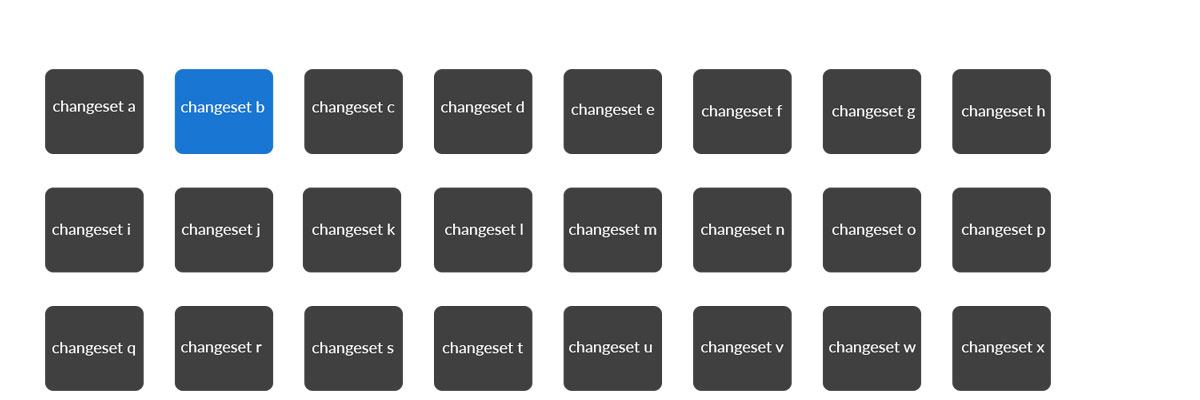 changeset a
changeset b
changeset c
changeset d
changeset e
changeset f
changeset g
changeset h
changeset i
changeset j
changeset k
changeset l
changeset m
changeset n
changeset o
changeset p
changeset q
changeset r
changeset s
changeset t
changeset u
changeset v
changeset w
changeset x